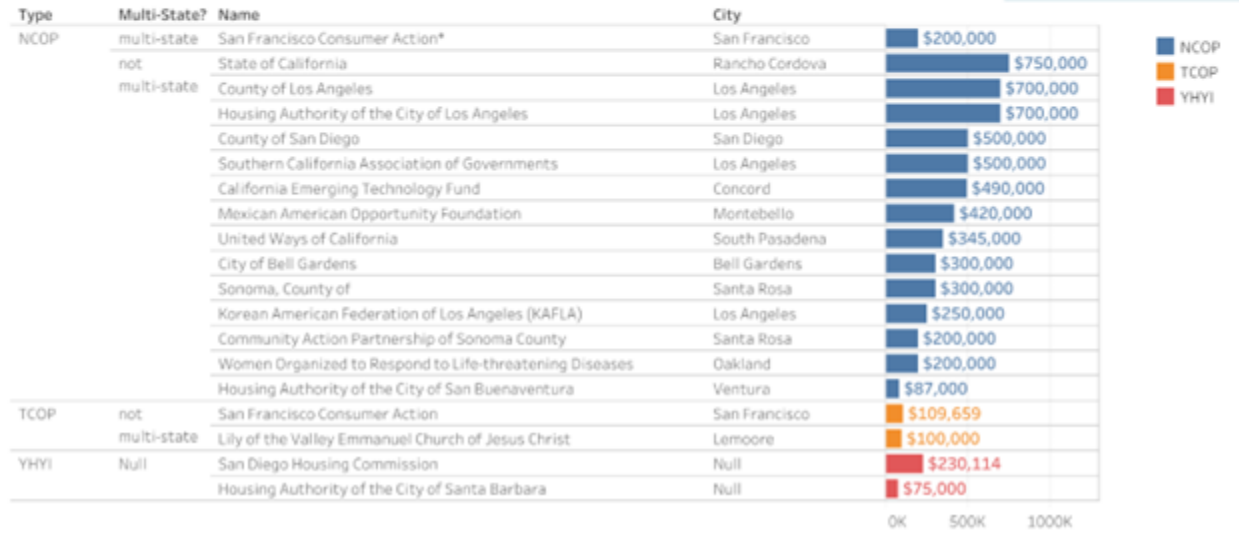 Type Multi-State? Name City
NCOP multi-state San Francisco Consumer Action* San Francisco $200,000
not State of California Rancho Cordova $750,000
multi-state County of Los Angeles Los Angeles $700,000
Housing Authority of the City of Los Angeles Los Angeles $700,000
County of San Diego San Diego $500,000
Southern California Association of Governments Los Angeles $500,000
California Emerging Technology Fund Concord $490,000
Mexican American Opportunity Foundation Montebello $420,000
United Ways of California South Pasadena $345,000
City of Bell Gardens Bell Gardens $300,000
Sonoma, County of Santa Rosa $300,000
Korean American Federation of Los Angeles (KAFLA) Los Angeles $250,000
Community Action Partnership of Sonoma County Santa Rosa $200,000
Women Organized to Respond to Life-threatening Diseases Oakland $200,000
Housing Authority of the City of San Buenaventura Ventura $87,000
TCOP not San Francisco Consumer Action San Francisco $109,659
multi-state Lily of the Valley Emmanuel Church of Jesus Christ Lemoore $100,000
YHYI Null San Diego Housing Commission Null $230,114
Housing Authority of the City of Santa Barbara Null $75,000
0K 500K 1000K
NCOP
TCOP
YHYI